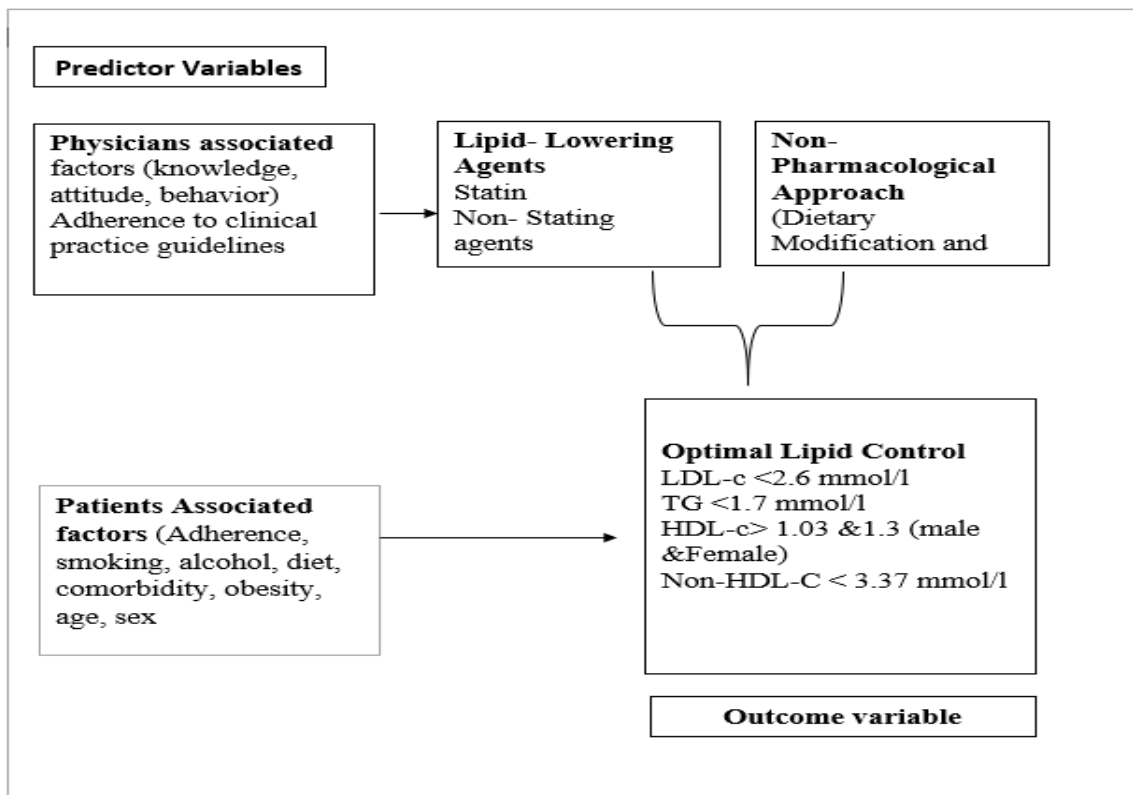 Predictor Variables
Physicians associated
factors (knowledge,
attitude, behavior)
Adherence to clinical
practice guidelines
Lipid- Lowering
Agents
Statin
Non- Stating
agents
Non-
Pharmacological
Approach
(Dietary
Modification and
Patients Associated
factors (Adherence,
smoking, alcohol, diet,
comorbidity, obesity,
age, sex
Optimal Lipid Control
LDL-c <2.6 mmol/l
TG <1.7 mmol/l
HDL-c> 1.03 &1.3 (male
&Female)
Non-HDL-C < 3.37 mmol/l
Outcome variable